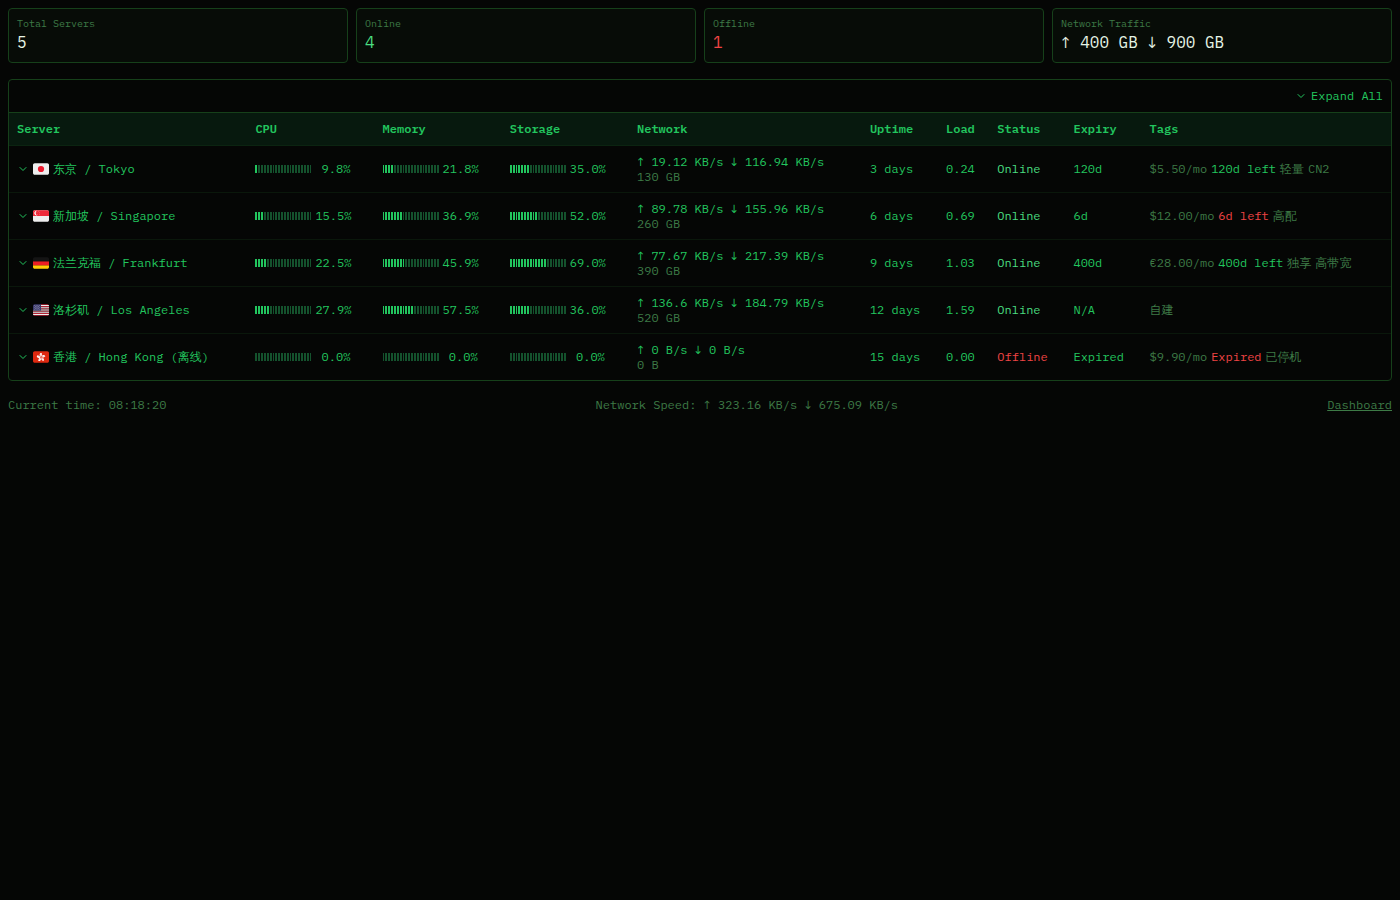 Total Servers
5
Online
4
Offline
1
Network Traffic
↑ 400 GB ↓ 900 GB
Expand All
Server CPU Memory Storage Network Uptime Load Status Expiry Tags
东京 / Tokyo 9.8% 21.8% 35.0% ↑ 19.12 KB/s ↓ 116.94 KB/s 3 days 0.24 Online 120d $5.50/mo 120d left 轻量 CN2
130 GB
新加坡 / Singapore 15.5% 36.9% 52.0% ↑ 89.78 KB/s ↓ 155.96 KB/s 6 days 0.69 Online 6d $12.00/mo 6d left 高配
260 GB
法兰克福 / Frankfurt 22.5% 45.9% 69.0% ↑ 77.67 KB/s ↓ 217.39 KB/s 9 days 1.03 Online 400d €28.00/mo 400d left 独享 高带宽
390 GB
洛杉矶 / Los Angeles 27.9% 57.5% 36.0% ↑ 136.6 KB/s ↓ 184.79 KB/s 12 days 1.59 Online N/A 自建
520 GB
香港 / Hong Kong (离线) 0.0% 0.0% 0.0% ↑ 0 B/s ↓ 0 B/s 15 days 0.00 Offline Expired $9.90/mo Expired 已停机
0 B
Current time: 08:18:20 Network Speed: ↑ 323.16 KB/s ↓ 675.09 KB/s Dashboard